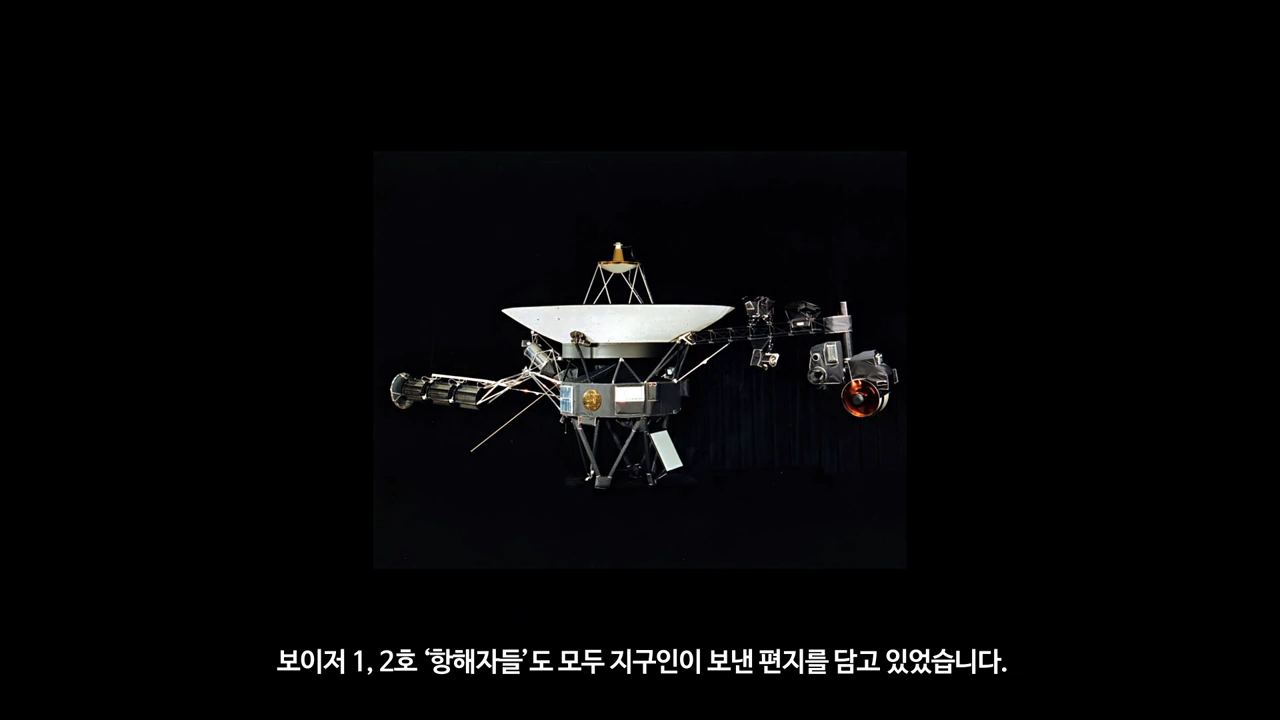 보이저 1, 2호 ‘항해자들’도 모두 지구인이 보낸 편지를 담고 있었습니다.